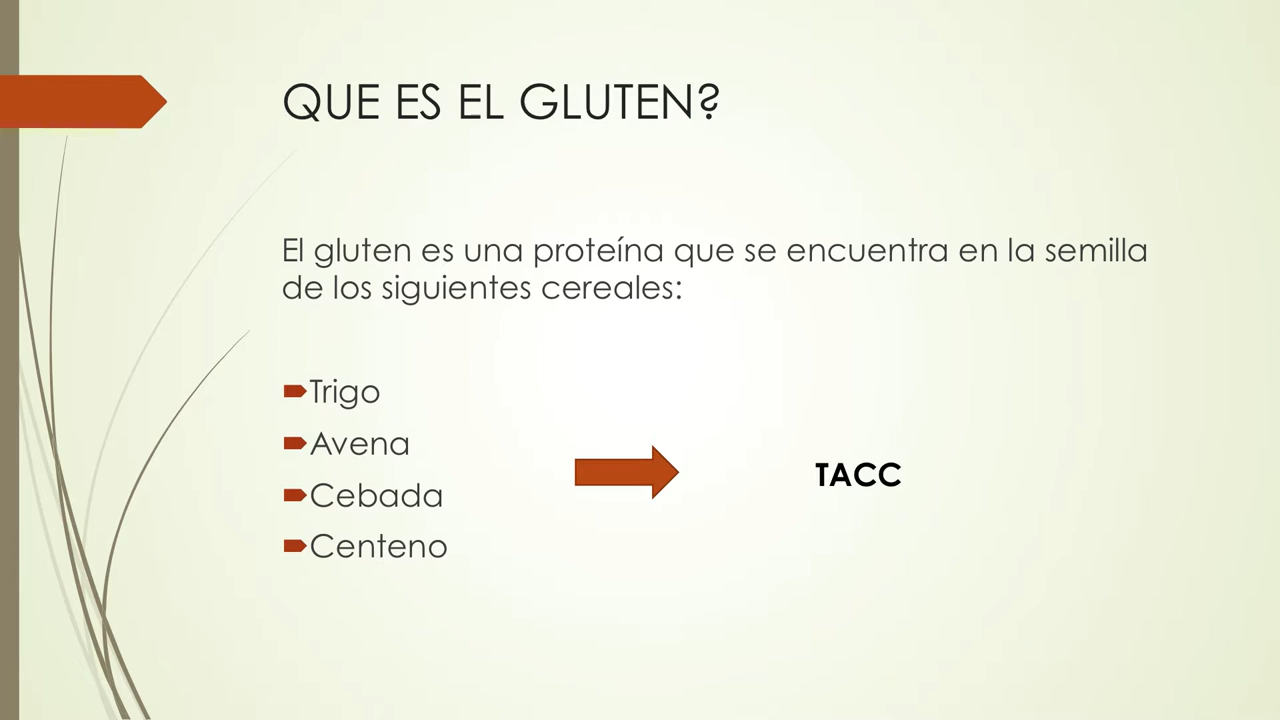 QUE ES EL GLUTEN?
El gluten es una proteína que se encuentra en la semilla
de los siguientes cereales:
Trigo
Avena
Cebada
Centeno
TACC